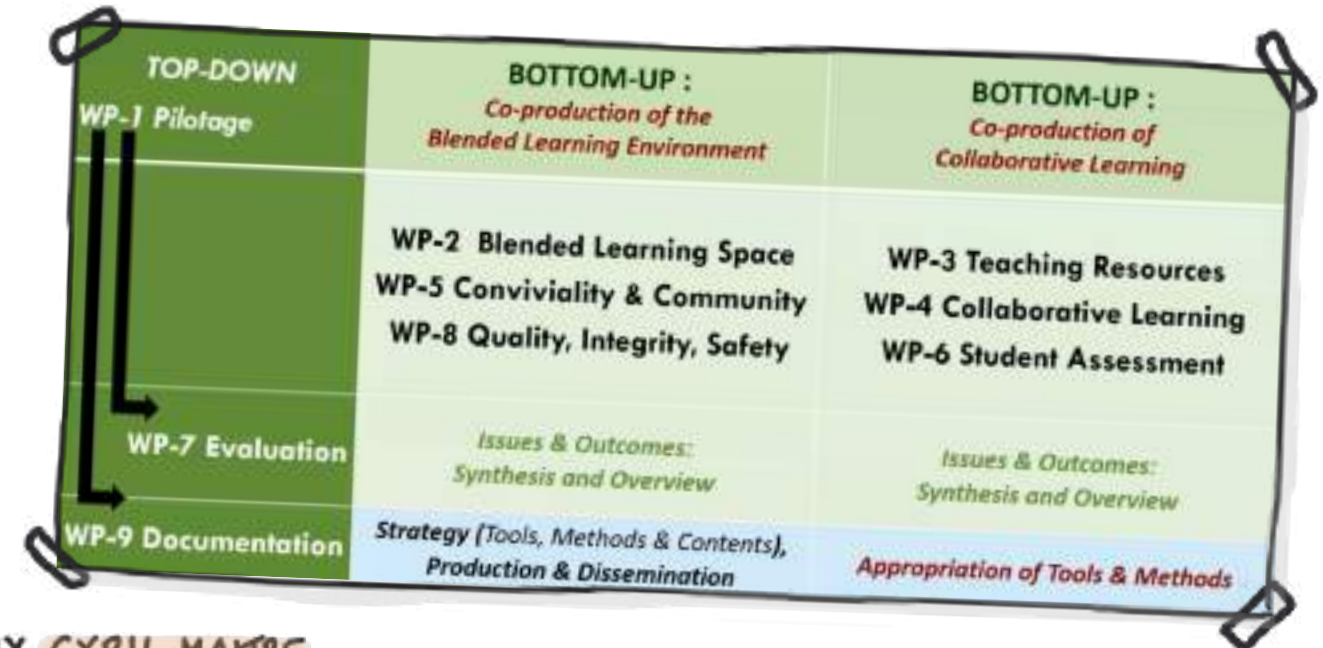 TOP-DOWN
WP-1 Pilotage
BOTTOM-UP :
Co-production of the
Blended Learning Environment
BOTTOM-UP :
Co-production of
Collaborative Learning
WP-2 Blended Learning Space
WP-5 Conviviality & Community
WP-8 Quality, Integrity, Safety
WP-3 Teaching Resources
WP-4 Collaborative Learning
WP-6 Student Assessment
WP-7 Evaluation
Issues & Outcomes:
Synthesis and Overview
Issues & Outcomes:
Synthesis and Overview
WP-9 Documentation
Strategy (Tools, Methods & Contents),
Production & Dissemination
Appropriation of Tools & Methods